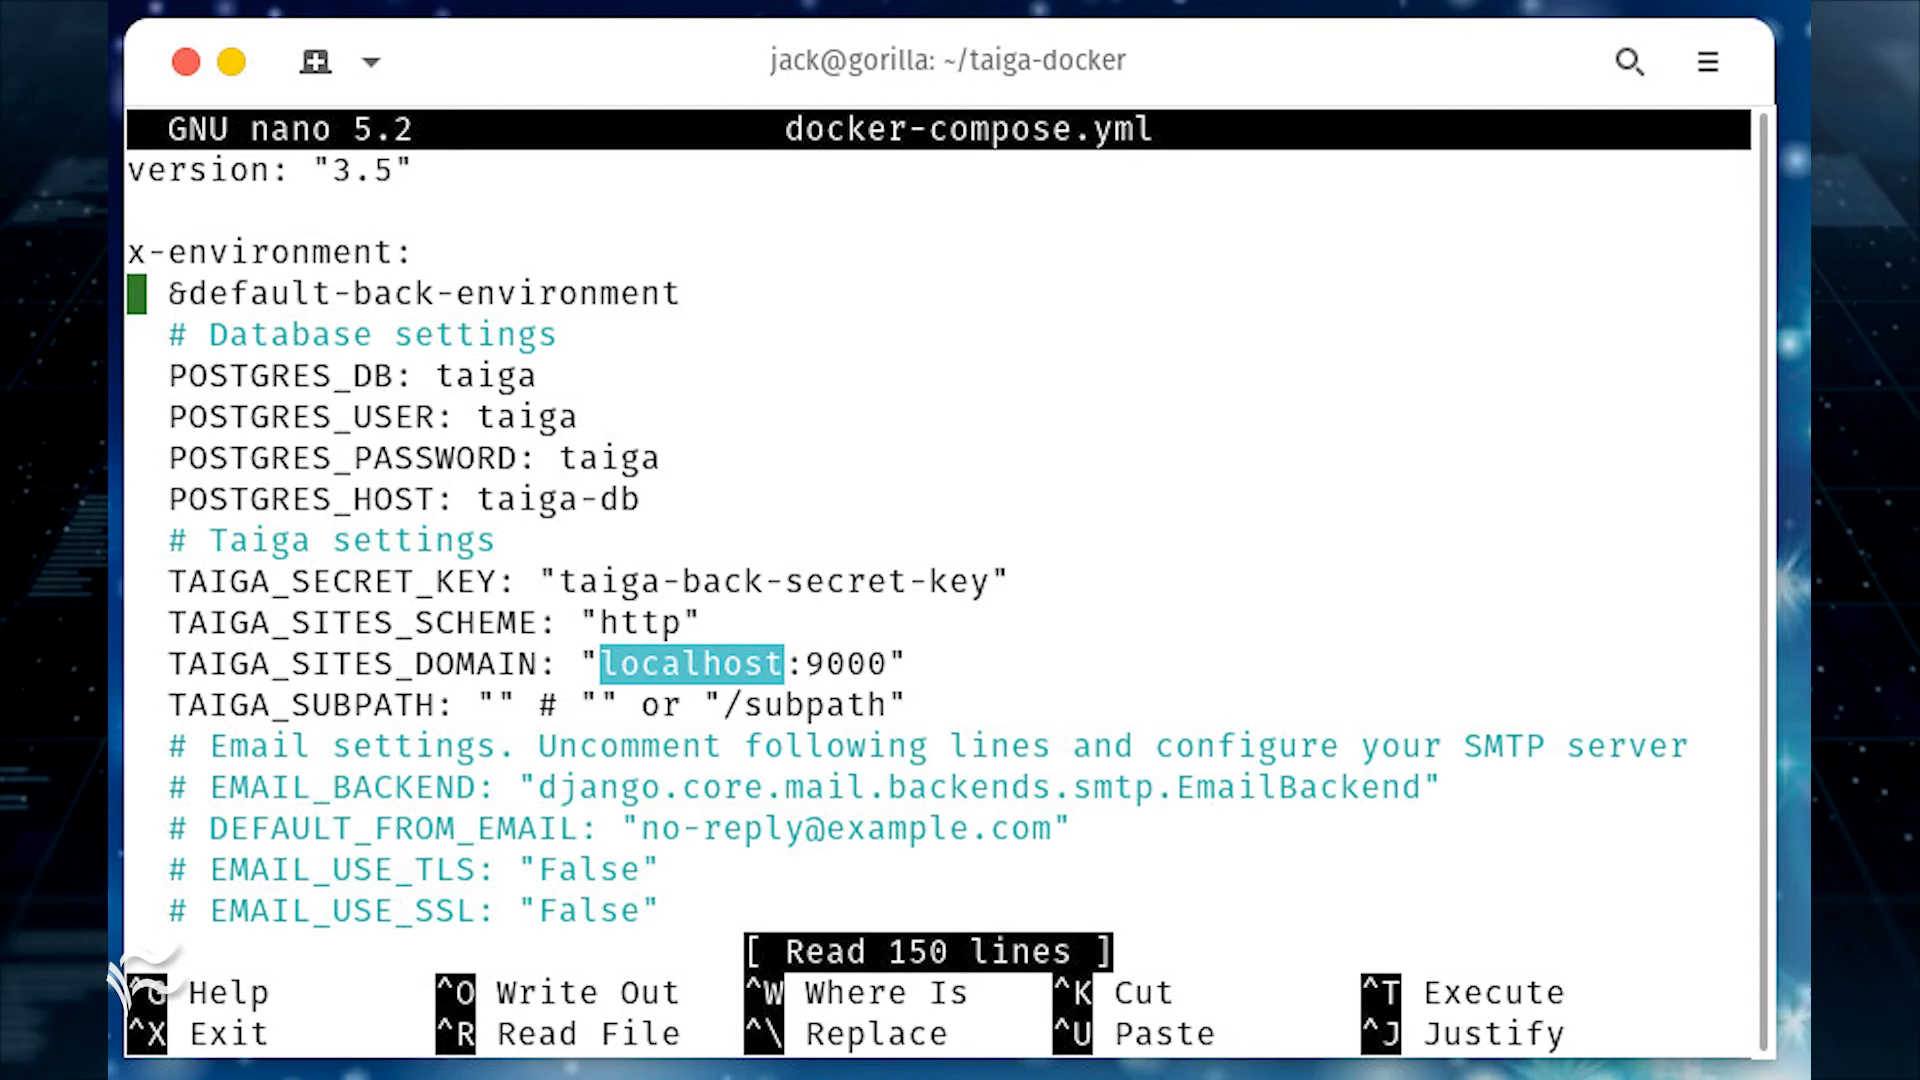 jack@gorilla: ~/taiga-docker
GNU nano 5.2 docker-compose.yml
version: "3.5"
x-environment:
&default-back-environment
# Database settings
POSTGRES_DB: taiga
POSTGRES_USER: taiga
POSTGRES_PASSWORD: taiga
POSTGRES_HOST: taiga-db
# Taiga settings
TAIGA_SECRET_KEY: "taiga-back-secret-key"
TAIGA_SITES_SCHEME: "http"
TAIGA_SITES_DOMAIN: "localhost:9000"
TAIGA_SUBPATH: "" # "" or "/subpath"
# Email settings. Uncomment following lines and configure your SMTP server
# EMAIL_BACKEND: "django.core.mail.backends.smtp.EmailBackend"
# DEFAULT_FROM_EMAIL: "no-reply@example.com"
# EMAIL_USE_TLS: "False"
# EMAIL_USE_SSL: "False"
[ Read 150 lines ]
^G Help ^O Write Out ^W Where Is ^K Cut ^T Execute
^X Exit ^R Read File ^\ Replace ^U Paste ^J Justify